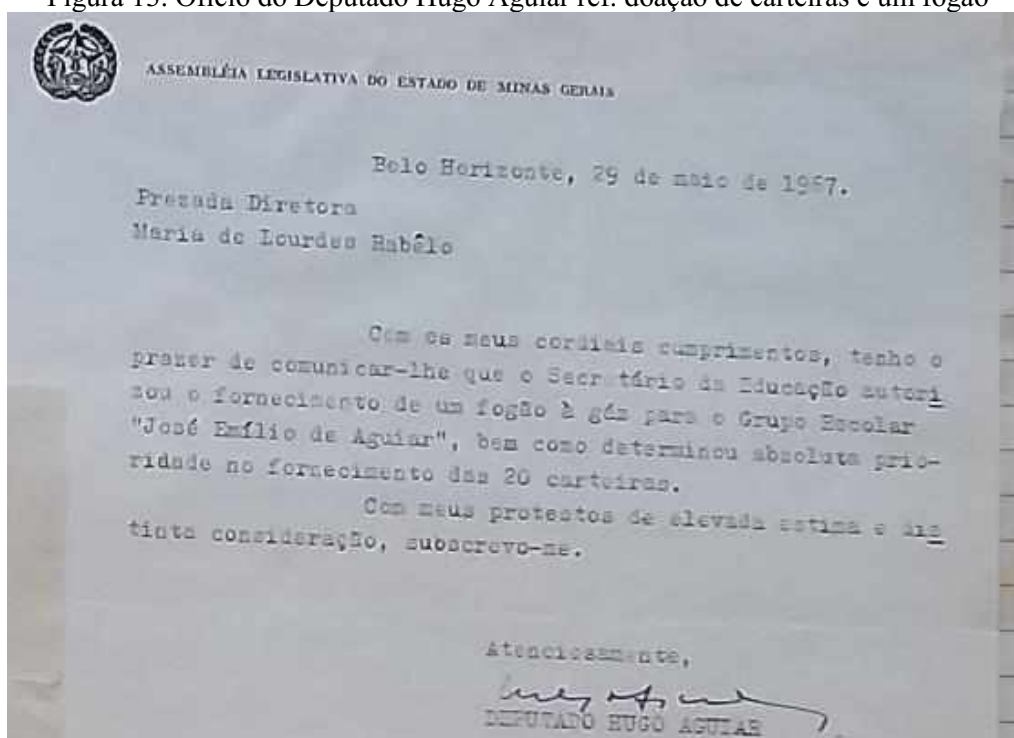 Figura 13: Ofício do Deputado Hugo Aguiar ref. doação de carteiras e um fogão
ASSEMBLÉIA LEGISLATIVA DO ESTADO DE MINAS GERAIS
Belo Horizonte, 29 de maio de 1967.
Prezada Diretora
Maria de Lourdes Rabêlo
Com os meus cordiais cumprimentos, tenho o
prazer de comunicar-lhe que o Secretário da Educação autori
zou o fornecimento de um fogão à gás para o Grupo Escolar
"José Emílio de Aguiar", bem como determinou absoluta prio-
ridade no fornecimento das 20 carteiras.
Com meus protestos de elevada estima e dis
tinta consideração, subscrevo-me.
Atenciosamente,
DEPUTADO HUGO AGUIAR